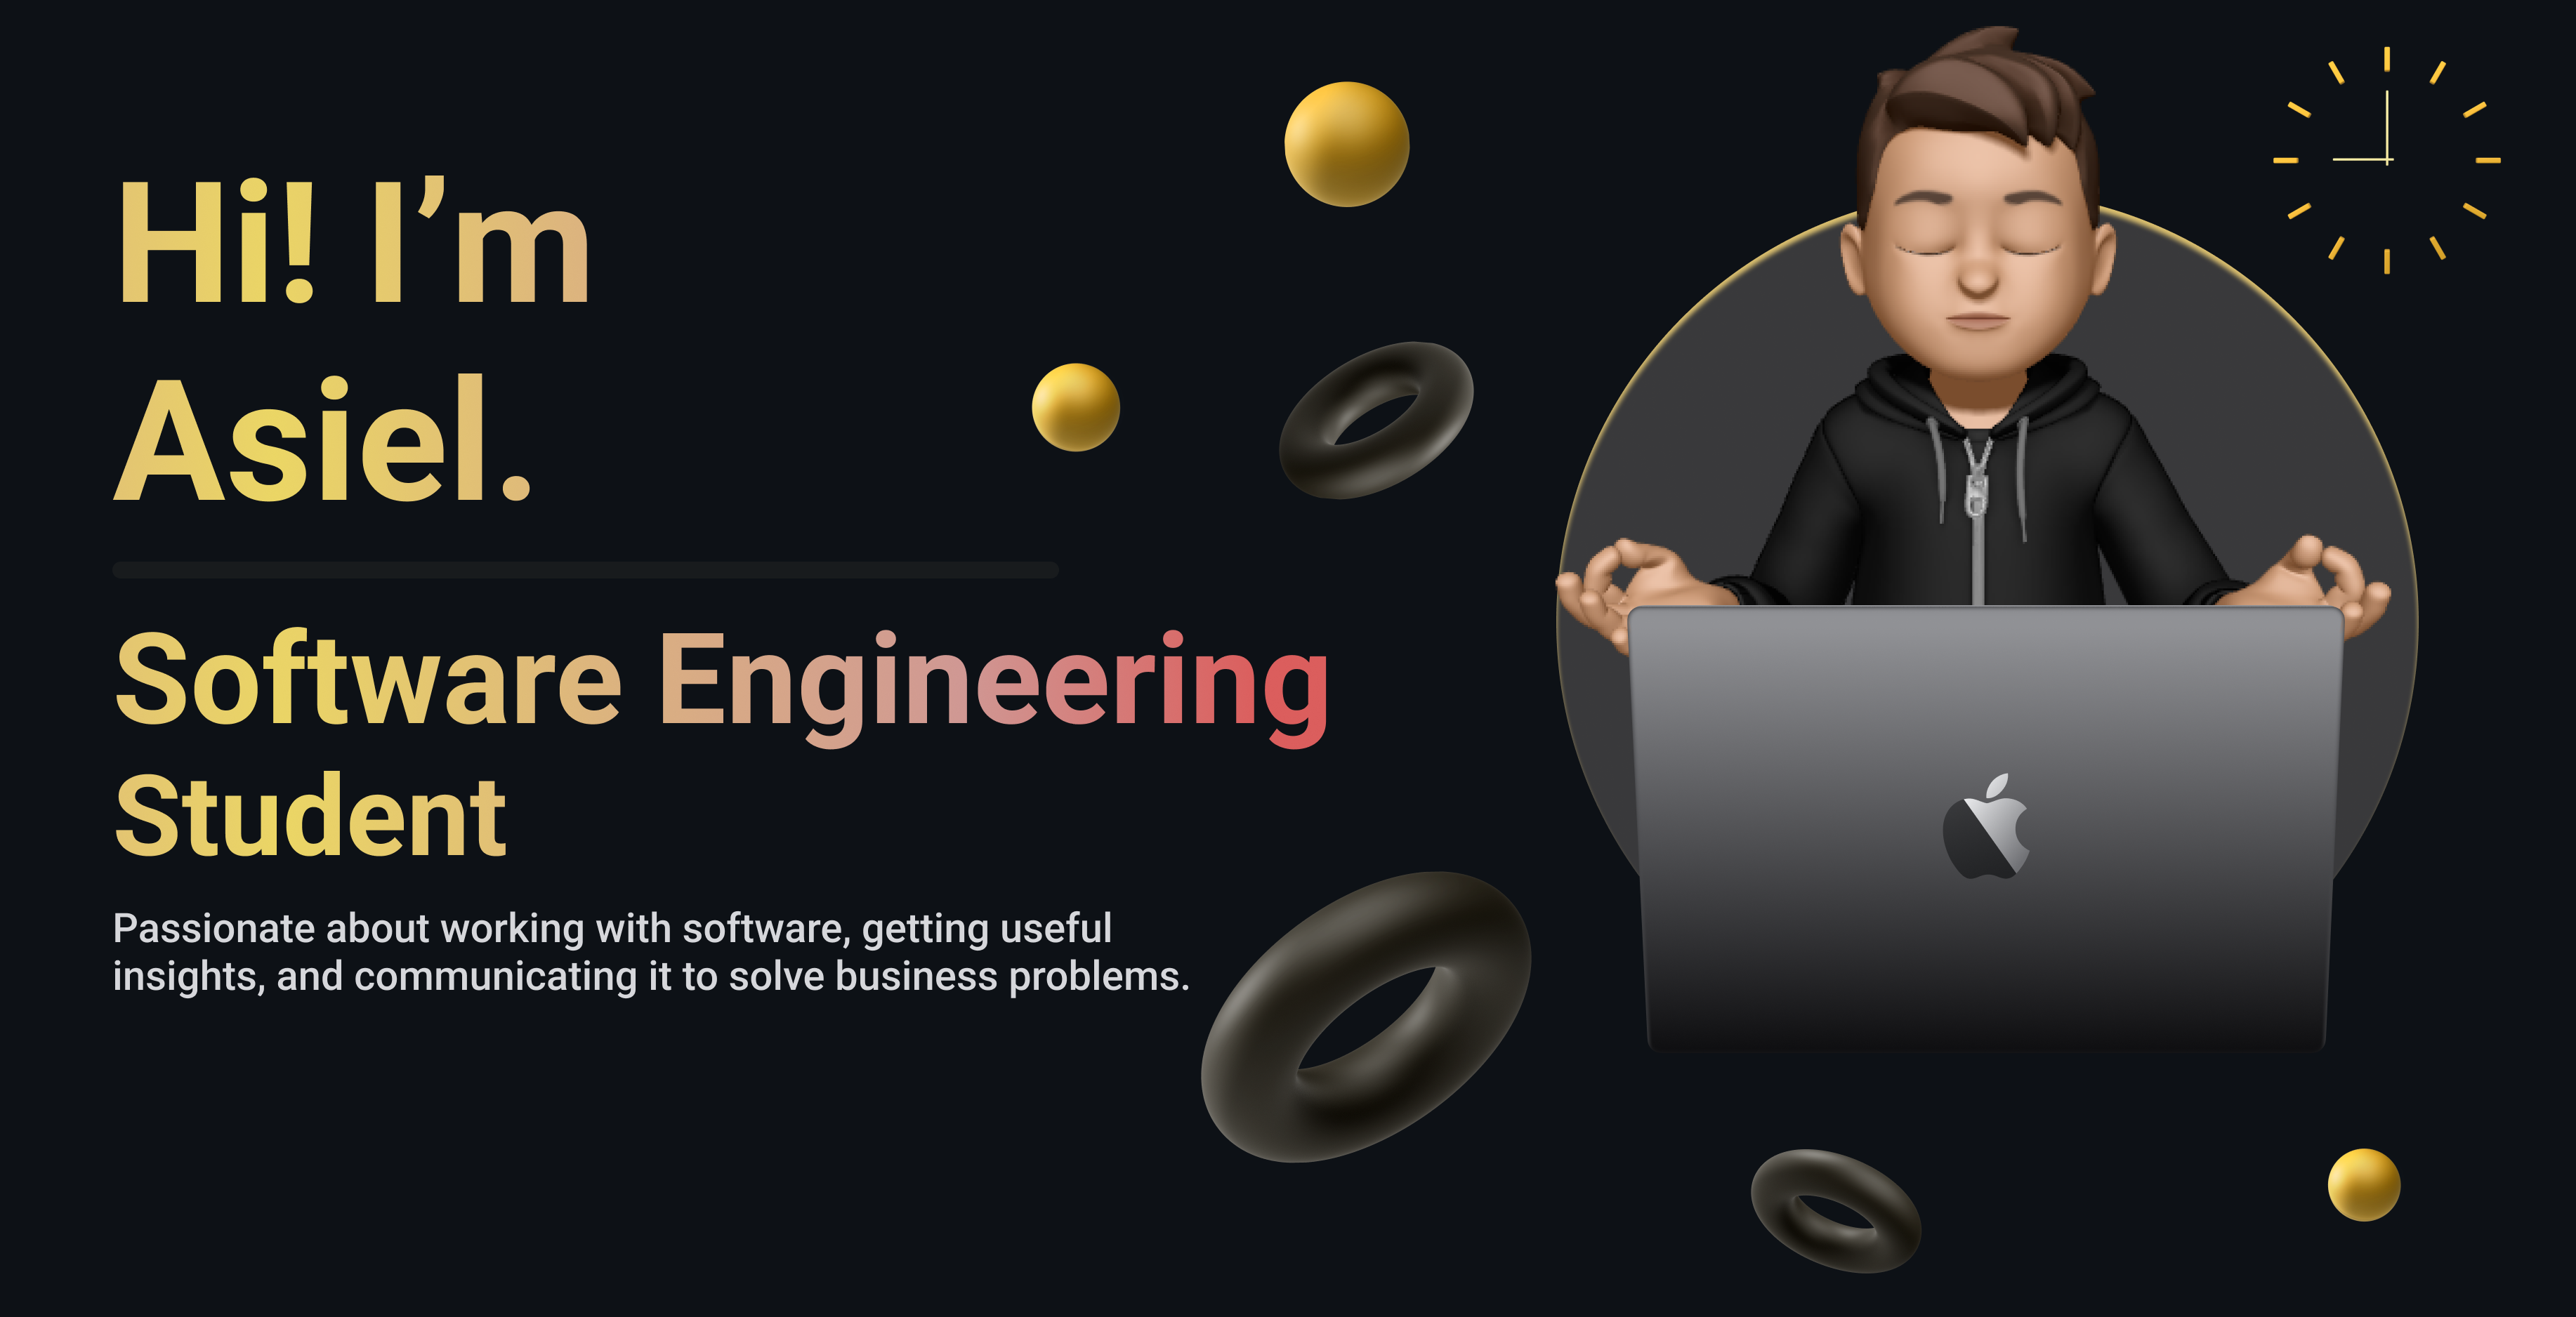 Hi! I’m
Asiel.
Software Engineering
Student
Passionate about working with software, getting useful
insights, and communicating it to solve business problems.